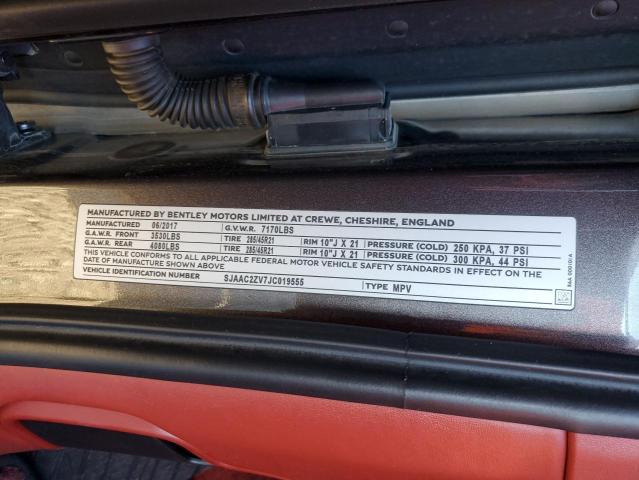 MANUFACTURED BY BENTLEY MOTORS LIMITED AT CREWE, CHESHIRE, ENGLAND
MANUFACTURED 06/2017 G.V.W.R. 7170LBS
G.A.W.R. FRONT 3530LBS TIRE 285/45R21 RIM 10"J X 21 PRESSURE (COLD) 250 KPA, 37 PSI
G.A.W.R. REAR 4080LBS TIRE 285/45R21 RIM 10"J X 21 PRESSURE (COLD) 300 KPA, 44 PSI
THIS VEHICLE CONFORMS TO ALL APPLICABLE FEDERAL MOTOR VEHICLE SAFETY STANDARDS IN EFFECT ON THE
DATE OF MANUFACTURE SHOWN ABOVE
VEHICLE IDENTIFICATION NUMBER SJAAC2ZV7JC019555 TYPE MPV